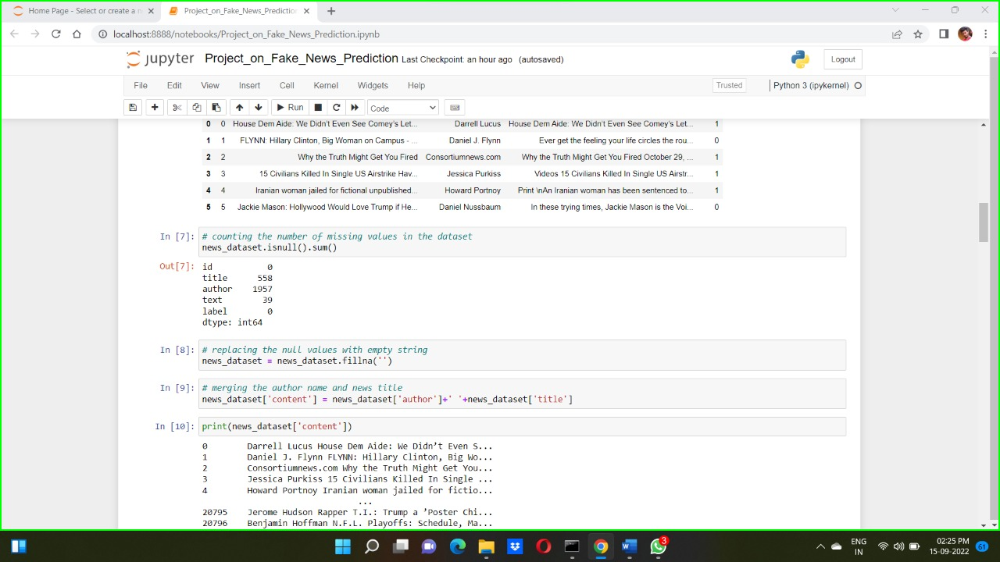 Home Page - Select or create a n
Project_on_Fake_News_Prediction
localhost:8888/notebooks/Project_on_Fake_News_Prediction.ipynb
jupyter Project_on_Fake_News_Prediction Last Checkpoint: an hour ago (autosaved)
Logout
File Edit View Insert Cell Kernel Widgets Help
Trusted
Python 3 (ipykernel)
Run
Code
0 0 House Dem Aide: We Didn't Even See Comey's Let... Darrell Lucus House Dem Aide: We Didn't Even See Comey's Let... 1
1 1 FLYNN: Hillary Clinton, Big Woman on Campus - ... Daniel J. Flynn Ever get the feeling your life circles the rou... 0
2 2 Why the Truth Might Get You Fired Consortiumnews.com Why the Truth Might Get You Fired October 29, ... 1
3 3 15 Civilians Killed In Single US Airstrike Hav... Jessica Purkiss Videos 15 Civilians Killed In Single US Airstr... 1
4 4 Iranian woman jailed for fictional unpublished... Howard Portnoy Print \nAn Iranian woman has been sentenced to... 1
5 5 Jackie Mason: Hollywood Would Love Trump if He... Daniel Nussbaum In these trying times, Jackie Mason is the Voi... 0
In [7]: # counting the number of missing values in the dataset
news_dataset.isnull().sum()
Out[7]: id 0
title 558
author 1957
text 39
label 0
dtype: int64
In [8]: # replacing the null values with empty string
news_dataset = news_dataset.fillna('')
In [9]: # merging the author name and news title
news_dataset['content'] = news_dataset['author']+' '+news_dataset['title']
In [10]: print(news_dataset['content'])
0 Darrell Lucus House Dem Aide: We Didn’t Even S...
1 Daniel J. Flynn FLYNN: Hillary Clinton, Big Wo...
2 Consortiumnews.com Why the Truth Might Get You...
3 Jessica Purkiss 15 Civilians Killed In Single ...
4 Howard Portnoy Iranian woman jailed for fictio...
...
20795 Jerome Hudson Rapper T.I.: Trump a ’Poster Chi...
20796 Benjamin Hoffman N.F.L. Playoffs: Schedule, Ma...
3
ENG
IN
02:25 PM
15-09-2022
61